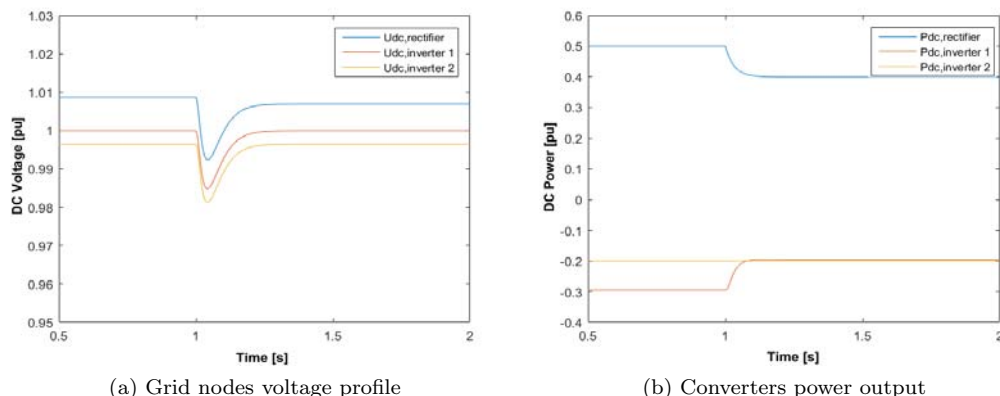 1.03
1.02
1.01
1
0.99
0.98
0.97
0.96
0.95
DC Voltage [pu]
Udc,rectifier
Udc,inverter 1
Udc,inverter 2
0.5
1
1.5
2
Time [s]
(a) Grid nodes voltage profile
0.6
0.5
0.4
0.3
0.2
0.1
0
-0.1
-0.2
-0.3
-0.4
DC Power [pu]
Pdc,rectifier
Pdc,inverter 1
Pdc,inverter 2
0.5
1
1.5
2
Time [s]
(b) Converters power output